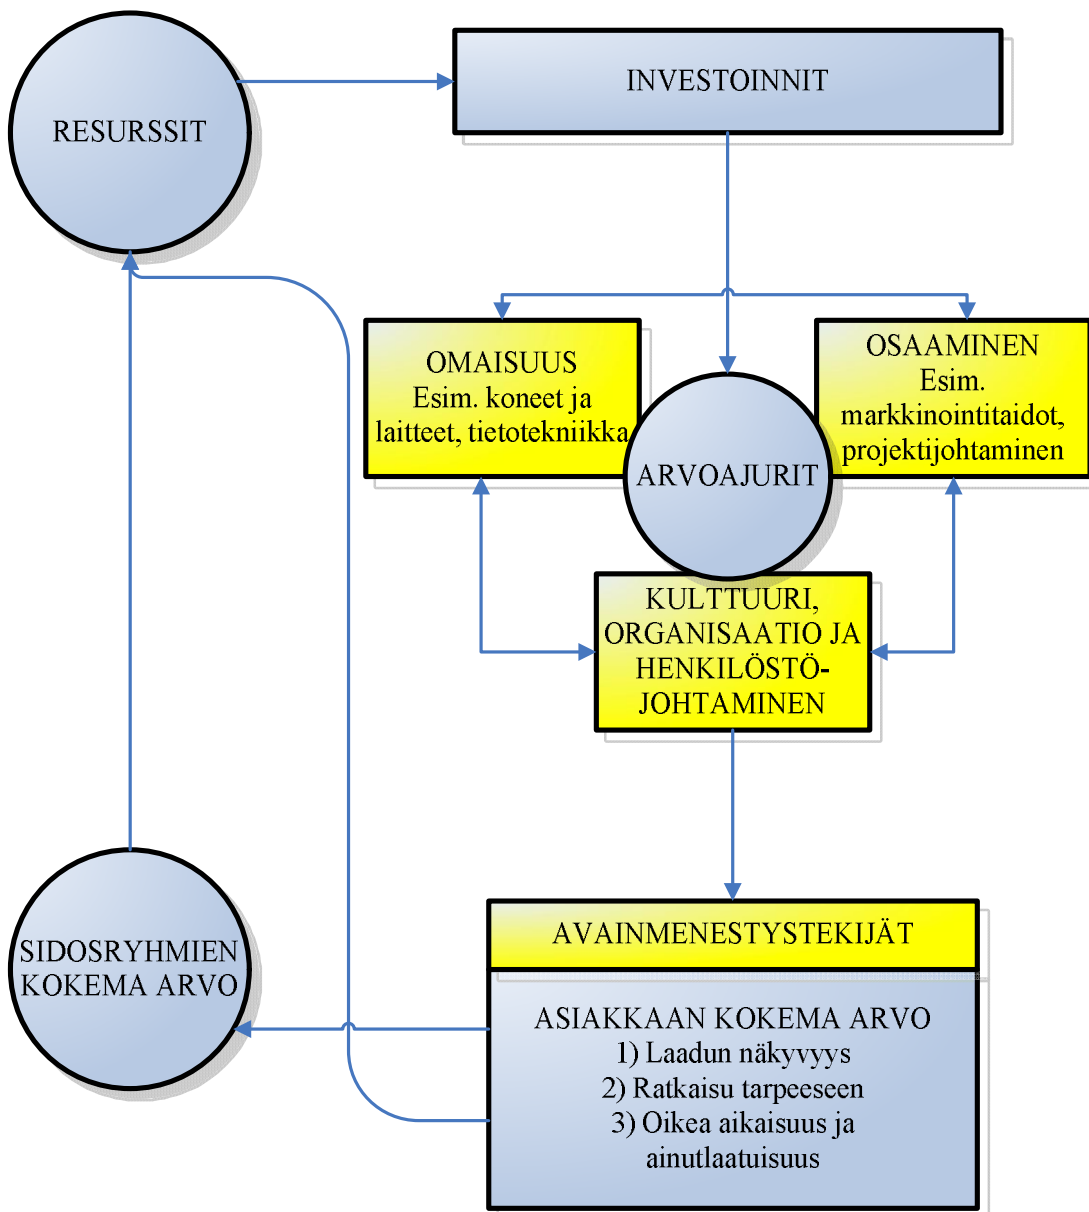 RESURSSIT
INVESTOINNIT
OMAISUUS
Esim. koneet ja
laitteet, tietotekniikka
OSAAMINEN
Esim.
markkinointitaidot,
projektijohtaminen
ARVOAJURIT
KULTTUURI,
ORGANISAATIO JA
HENKILÖSTÖ-
JOHTAMINEN
AVAINMENESTYSTEKIJÄT
SIDOSRYHMIEN
KOKEMA ARVO
ASIAKKAAN KOKEMA ARVO
1) Laadun näkyvyys
2) Ratkaisu tarpeeseen
3) Oikea aikaisuus ja
ainutlaatuisuus